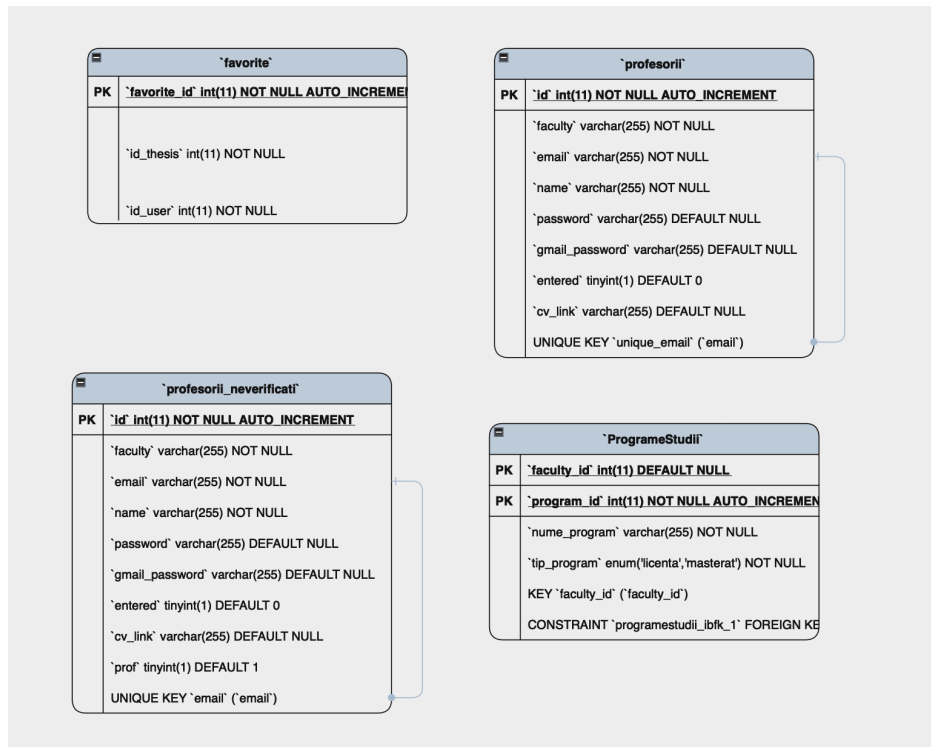 `favorite`
PK `favorite_id` int(11) NOT NULL AUTO_INCREME
`id_thesis` int(11) NOT NULL
`id_user` int(11) NOT NULL
`profesorii`
PK `id` int(11) NOT NULL AUTO_INCREMENT
`faculty` varchar(255) NOT NULL
`email` varchar(255) NOT NULL
`name` varchar(255) NOT NULL
`password` varchar(255) DEFAULT NULL
`gmail_password` varchar(255) DEFAULT NULL
`entered` tinyint(1) DEFAULT 0
`cv_link` varchar(255) DEFAULT NULL
UNIQUE KEY `unique_email` (`email`)
`profesorii_neverificati`
PK `id` int(11) NOT NULL AUTO_INCREMENT
`faculty` varchar(255) NOT NULL
`email` varchar(255) NOT NULL
`name` varchar(255) NOT NULL
`password` varchar(255) DEFAULT NULL
`gmail_password` varchar(255) DEFAULT NULL
`entered` tinyint(1) DEFAULT 0
`cv_link` varchar(255) DEFAULT NULL
`prof` tinyint(1) DEFAULT 1
UNIQUE KEY `email` (`email`)
`ProgrameStudii`
PK `faculty_id` int(11) DEFAULT NULL
PK `program_id` int(11) NOT NULL AUTO_INCREMEN
`nume_program` varchar(255) NOT NULL
`tip_program` enum('licenta','masterat') NOT NULL
KEY `faculty_id` (`faculty_id`)
CONSTRAINT `programestudii_ibfk_1` FOREIGN KE